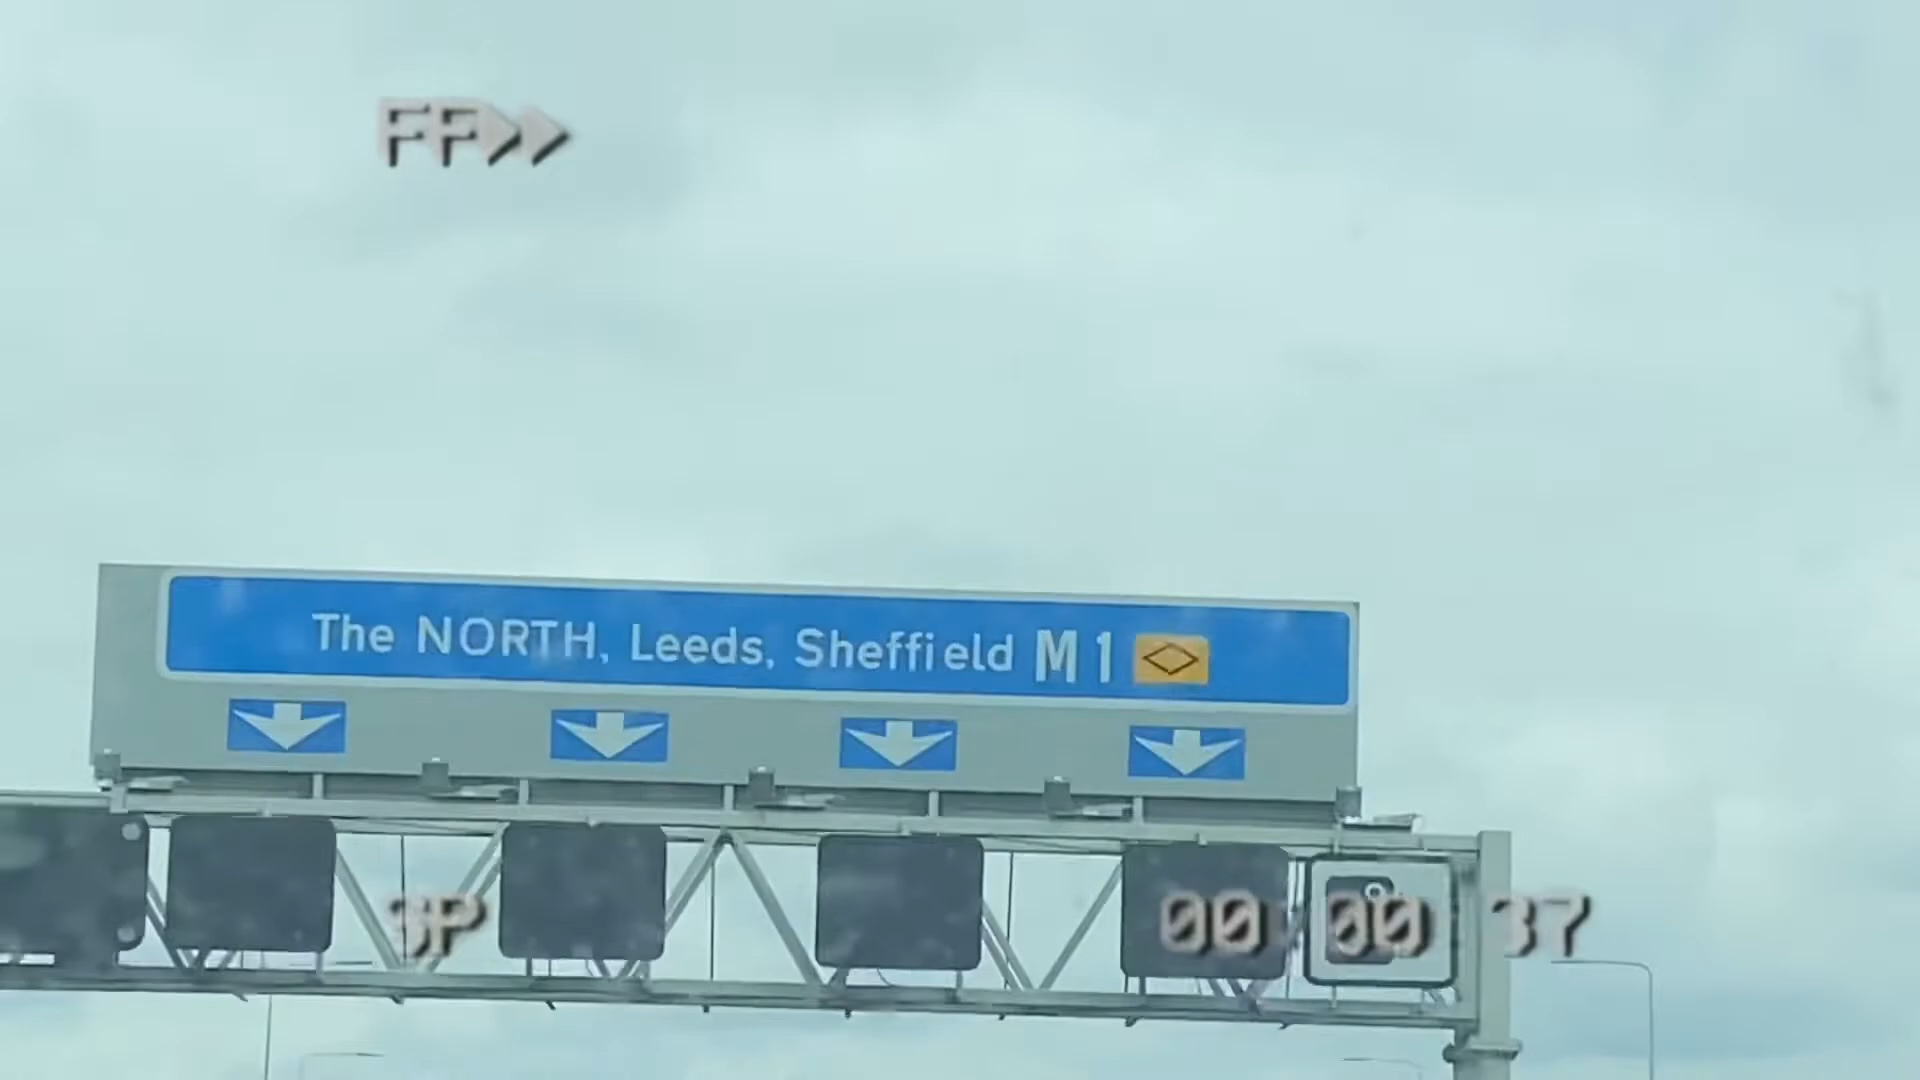 FF
The NORTH, Leeds, Sheffield M1
SP
00:00:37